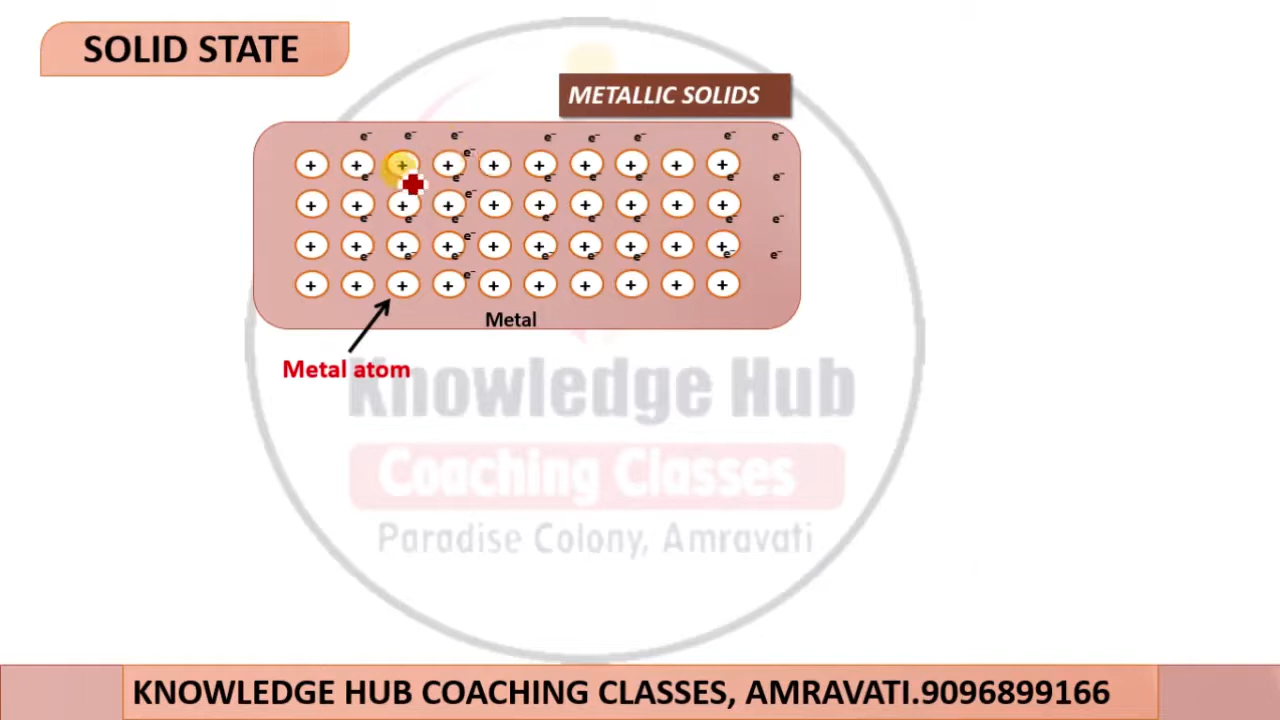 SOLID STATE
METALLIC SOLIDS
e⁻ e⁻ e⁻ e⁻ e⁻ e⁻ e⁻ e⁻
e⁻
+ + + + + + + + + +
e⁻ e⁻ e⁻ e⁻ e⁻ e⁻ e⁻
e⁻
+ + + + + + + + + +
e⁻ e⁻ e⁻ e⁻ e⁻ e⁻ e⁻ e⁻
e⁻
+ + + + + + + + + +
e⁻ e⁻ e⁻ e⁻ e⁻ e⁻ e⁻ e⁻
e⁻
+ + + + + + + + + +
Metal
Metal atom
Knowledge Hub
Coaching Classes
Paradise Colony, Amravati
KNOWLEDGE HUB COACHING CLASSES, AMRAVATI.9096899166